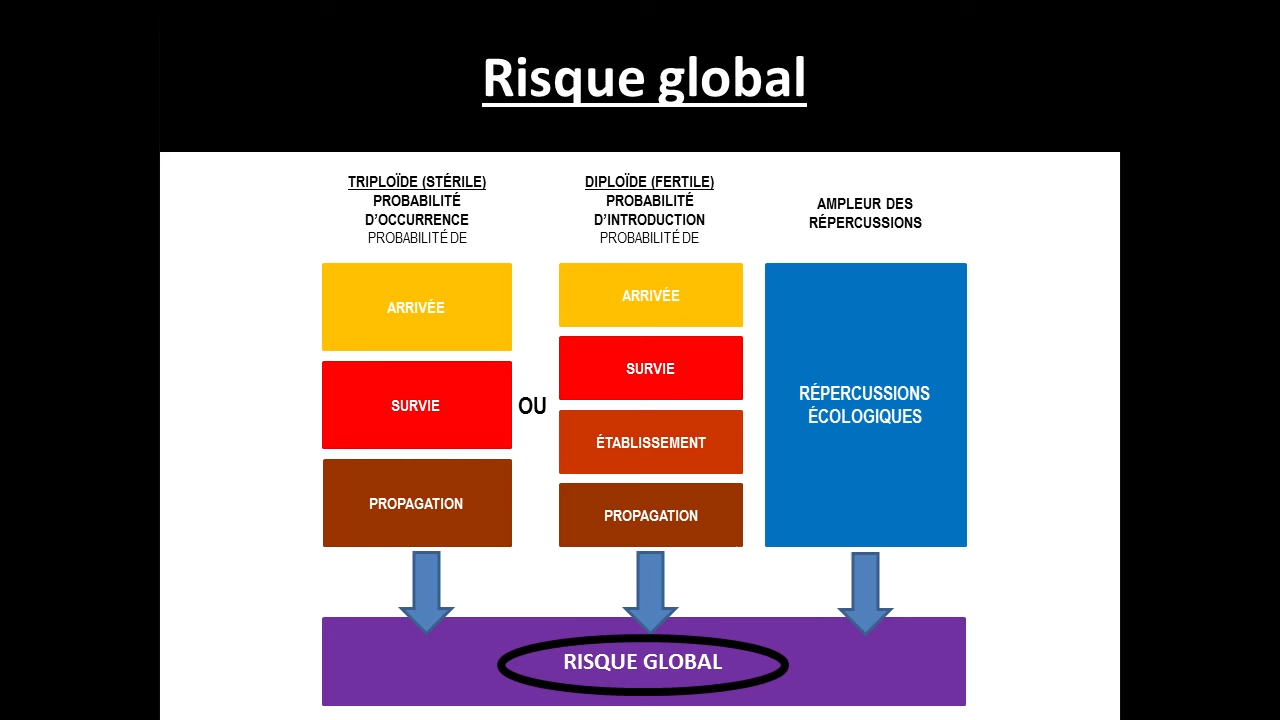 Risque global
TRIPLOÏDE (STÉRILE)
PROBABILITÉ
D'OCCURRENCE
PROBABILITÉ DE
ARRIVÉE
SURVIE
PROPAGATION
OU
DIPLOÏDE (FERTILE)
PROBABILITÉ
D'INTRODUCTION
PROBABILITÉ DE
ARRIVÉE
SURVIE
ÉTABLISSEMENT
PROPAGATION
AMPLEUR DES
RÉPERCUSSIONS
RÉPERCUSSIONS
ÉCOLOGIQUES
RISQUE GLOBAL